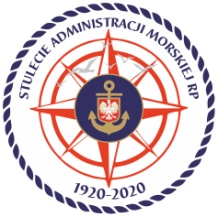 STULECIE ADMINISTRACJI MORSKIEJ RP
1920-2020